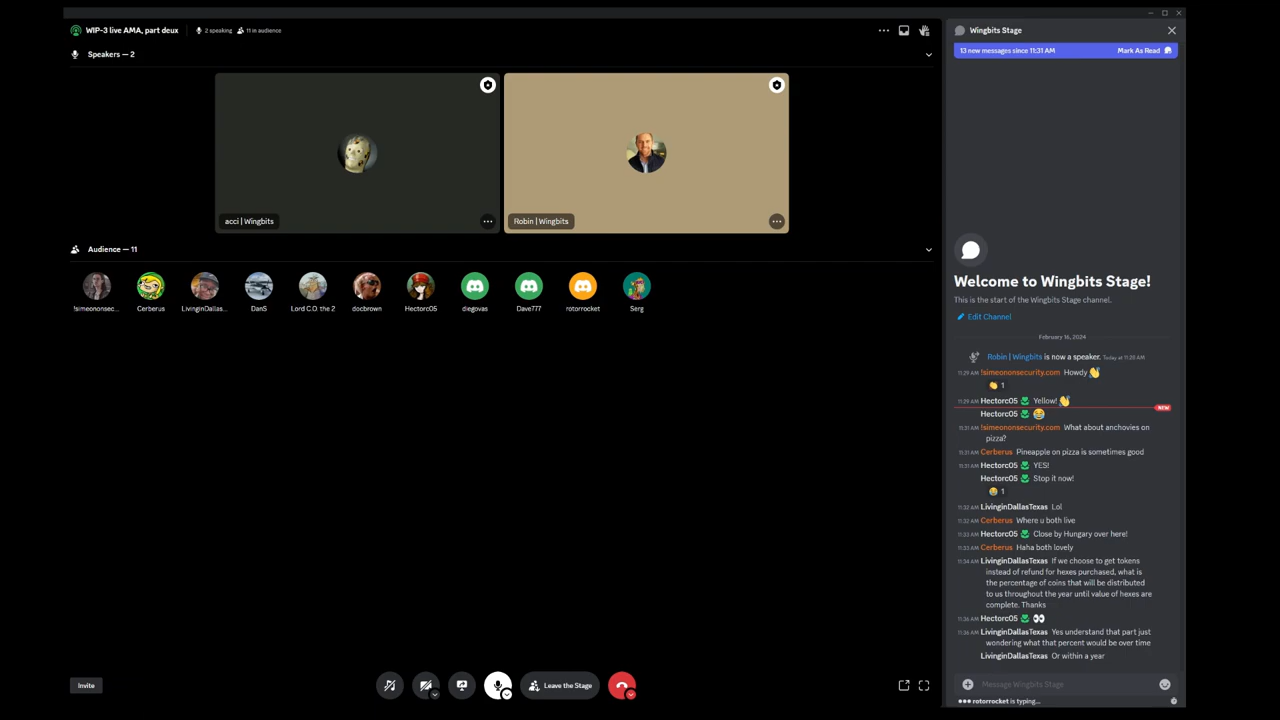 WIP-3 live AMA, part deux
2 speaking
11 in audience
Speakers — 2
acci | Wingbits
Robin | Wingbits
Audience — 11
!simeononsec...
Cerberus
LivinginDallas...
DanS
Lord C.O. the 2
docbrown
Hectorc05
diegovas
Dave777
rotorrocket
Serg
Invite
Leave the Stage
Wingbits Stage
13 new messages since 11:31 AM
Mark As Read
Welcome to Wingbits Stage!
This is the start of the Wingbits Stage channel.
Edit Channel
February 16, 2024
Robin | Wingbits is now a speaker. Today at 11:28 AM
11:29 AM !simeononsecurity.com Howdy 👋
👏 1
11:29 AM Hectorc05 Yellow! 👋
NEW
Hectorc05 😂
11:31 AM !simeononsecurity.com What about anchovies on
pizza?
11:31 AM Cerberus Pineapple on pizza is sometimes good
11:31 AM Hectorc05 YES!
Hectorc05 Stop it now!
😂 1
11:32 AM LivinginDallasTexas Lol
11:32 AM Cerberus Where u both live
11:33 AM Hectorc05 Close by Hungary over here!
11:33 AM Cerberus Haha both lovely
11:34 AM LivinginDallasTexas If we choose to get tokens
instead of refund for hexes purchased, what is
the percentage of coins that will be distributed
to us throughout the year until value of hexes are
complete. Thanks
11:36 AM Hectorc05 👀
11:36 AM LivinginDallasTexas Yes understand that part just
wondering what that percent would be over time
LivinginDallasTexas Or within a year
Message Wingbits Stage
rotorrocket is typing...